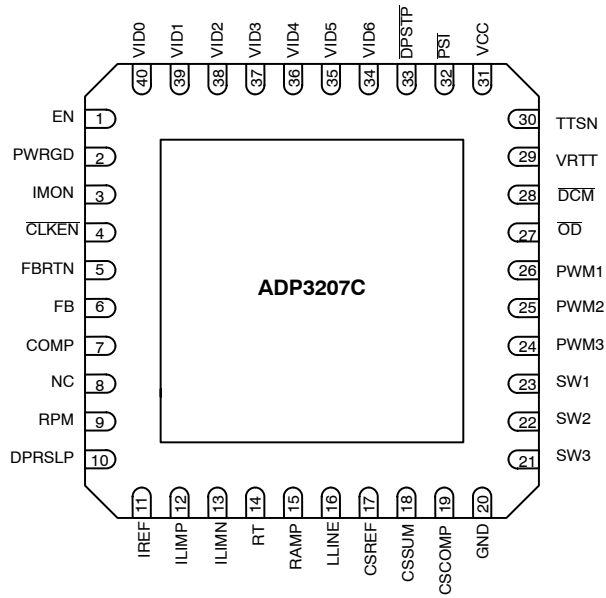 VID0
VID1
VID2
VID3
VID4
VID5
VID6
DPSTP
PSI
VCC
40
39
38
37
36
35
34
33
32
31
EN 1
PWRGD 2
IMON 3
CLKEN 4
FBRTN 5
FB 6
COMP 7
NC 8
RPM 9
DPRSLP 10
ADP3207C
30 TTSN
29 VRTT
28 DCM
27 OD
26 PWM1
25 PWM2
24 PWM3
23 SW1
22 SW2
21 SW3
11
12
13
14
15
16
17
18
19
20
IREF
ILIMP
ILIMN
RT
RAMP
LLINE
CSREF
CSSUM
CSCOMP
GND